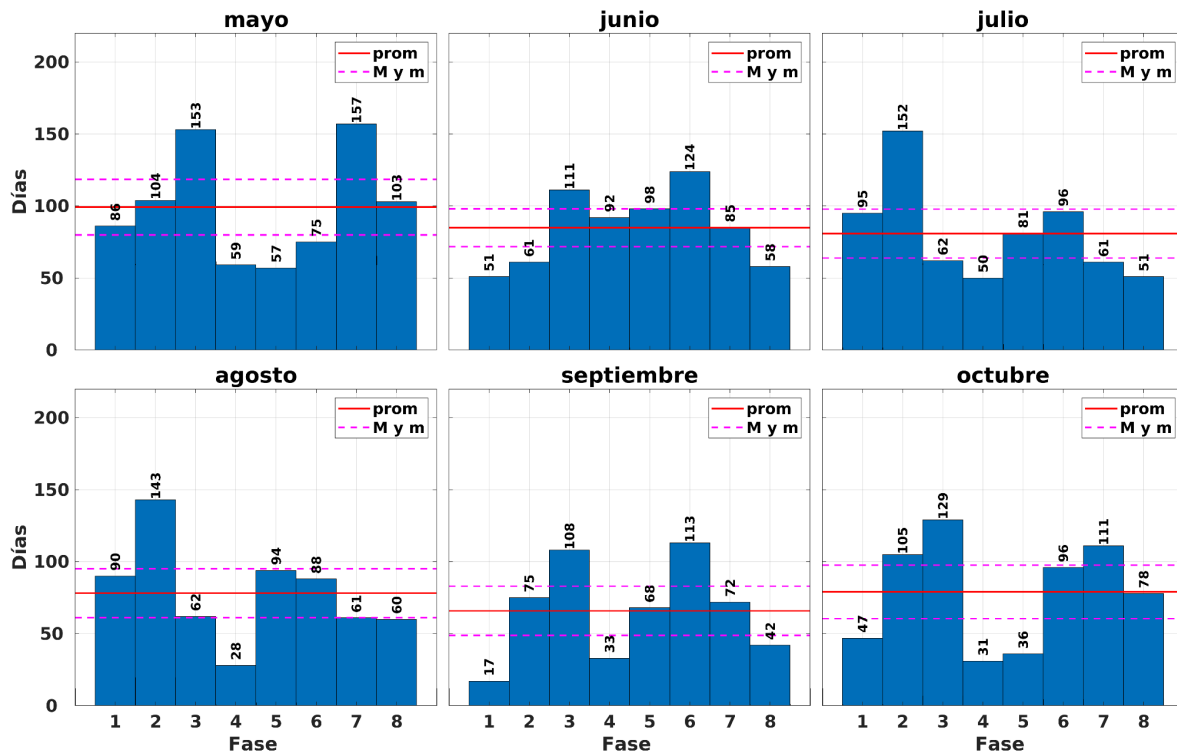 mayo
prom
M y m
Días
200
150
100
50
0
86
104
153
59
57
75
157
103
junio
prom
M y m
51
61
111
92
98
124
85
58
julio
prom
M y m
95
152
62
50
81
96
61
51
agosto
prom
M y m
Días
200
150
100
50
0
90
143
62
28
94
88
61
60
1 2 3 4 5 6 7 8
Fase
septiembre
prom
M y m
17
75
108
33
68
113
72
42
1 2 3 4 5 6 7 8
Fase
octubre
prom
M y m
47
105
129
31
36
96
111
78
1 2 3 4 5 6 7 8
Fase